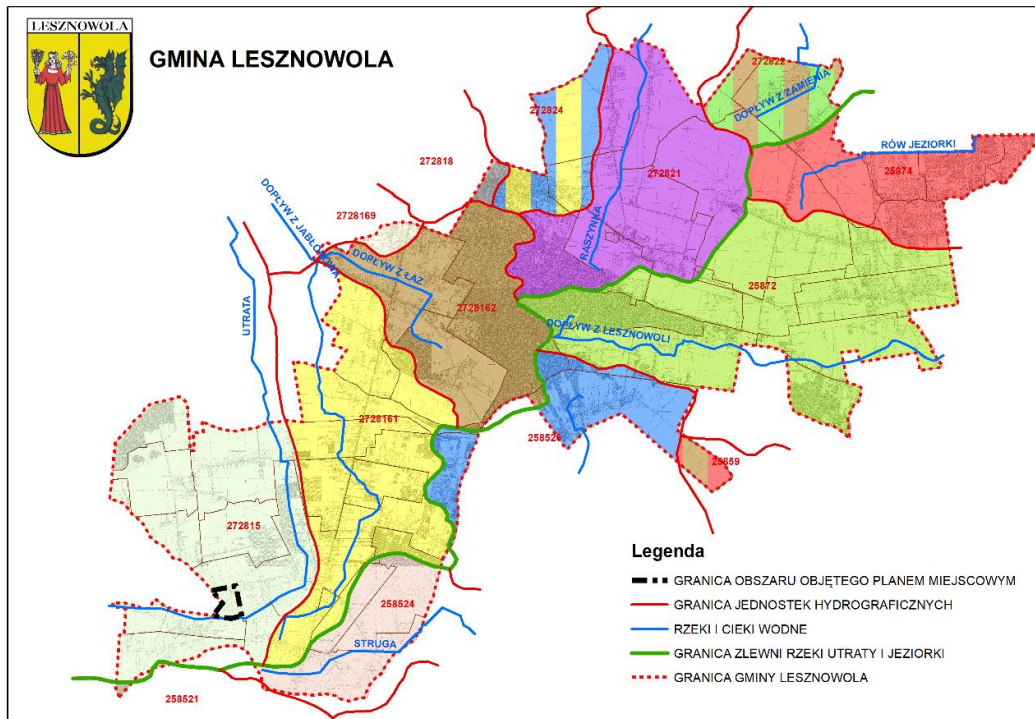 LESZNOWOLA
GMINA LESZNOWOLA
272822
DOPŁYW Z ZAMIENIA
272824
RÓW JEZIORKI
25874
272818
272821
DOPŁYW Z JABŁONOWA
2728169
RASZYNKA
DOPŁYW Z ŁAZ
25872
2728162
UTRATA
DOPŁYW Z LESZNOWOLI
2728161
258526
25859
272815
258524
STRUGA
258521
Legenda
GRANICA OBSZARU OBJĘTEGO PLANEM MIEJSCOWYM
GRANICA JEDNOSTEK HYDROGRAFICZNYCH
RZEKI I CIEKI WODNE
GRANICA ZLEWNI RZEKI UTRATY I JEZIORKI
GRANICA GMINY LESZNOWOLA